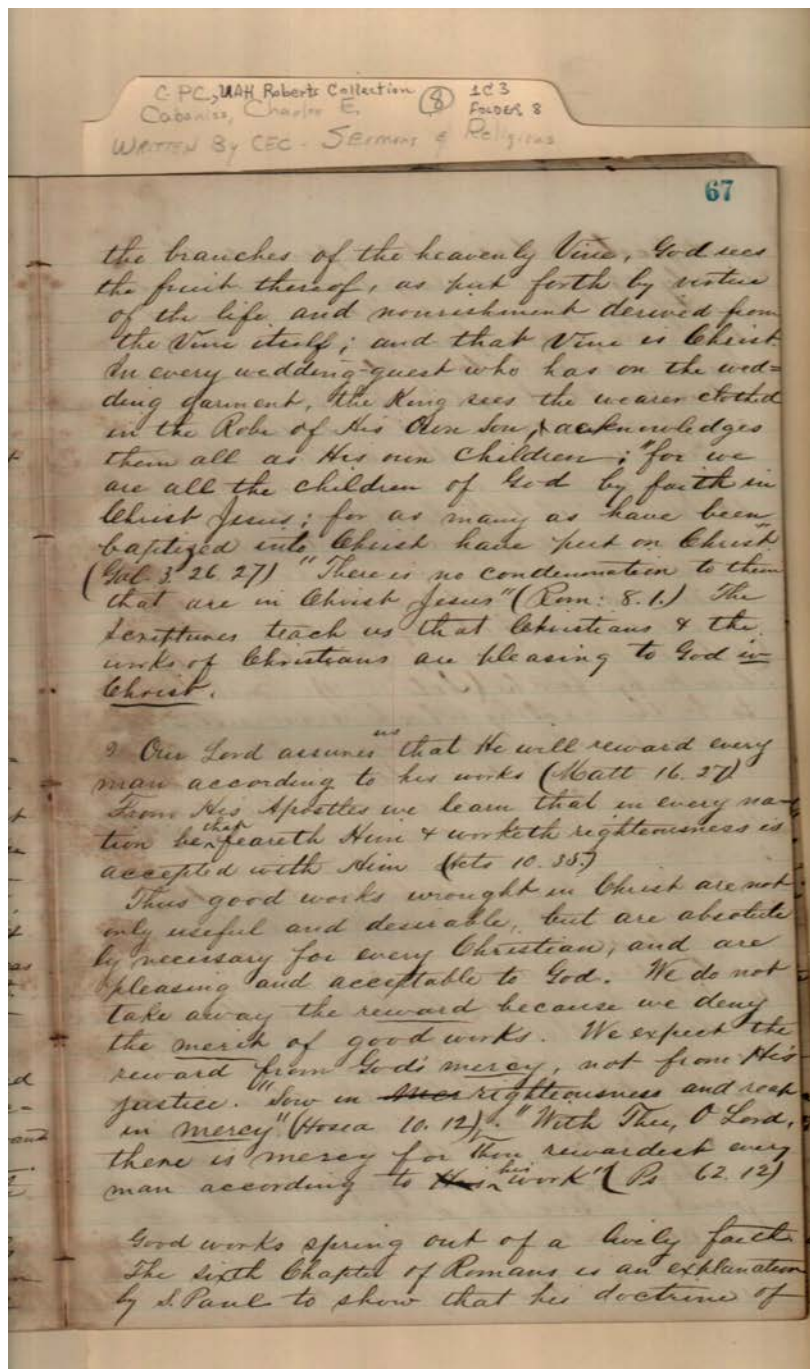 CPC, UAH Roberts Collection (8) 1C3
Cabaniss, Charles E. FOLDER 8
WRITTEN By CEC - SERMONS & Religious
67
the branches of the heavenly Vine, God sees
the fruit thereof, as put forth by virtue
of the life and nourishment derived from
the Vine itself; and that Vine is Christ
In every wedding-guest who has on the wed=
ding garment, the King sees the wearer clothed
in the Robe of His Own Son, & acknowledges
them all as His own children; "for we
are all the children of God by faith in
Christ Jesus; for as many as have been
baptized into Christ have put on Christ"
(Gal. 3 26. 27) "There is no condemnation to them
that are in Christ Jesus" (Rom: 8. 1.) The
Scriptures teach us that Christians & the
works of Christians are pleasing to God in
Christ.
Our Lord assures us that He will reward every
man according to his works (Matt 16. 27)
From His Apostles we learn that in every na-
tion he that feareth Him & worketh righteousness is
accepted with Him (Acts 10. 35.)
Thus good works wrought in Christ are not
only useful and desirable, but are absolute
ly necessary for every Christian, and are
pleasing and acceptable to God. We do not
take away the reward because we deny
the merit of good works. We expect the
reward from God's mercy, not from His
justice. "Sow in righteousness and reap
in mercy" (Hosea 10. 12). "With Thee, O Lord,
there is mercy for Thou rewardest every
man according to his work" (Ps 62. 12)
Good works spring out of a lively faith
The sixth Chapter of Romans is an explanation
by S. Paul to show that his doctrine of